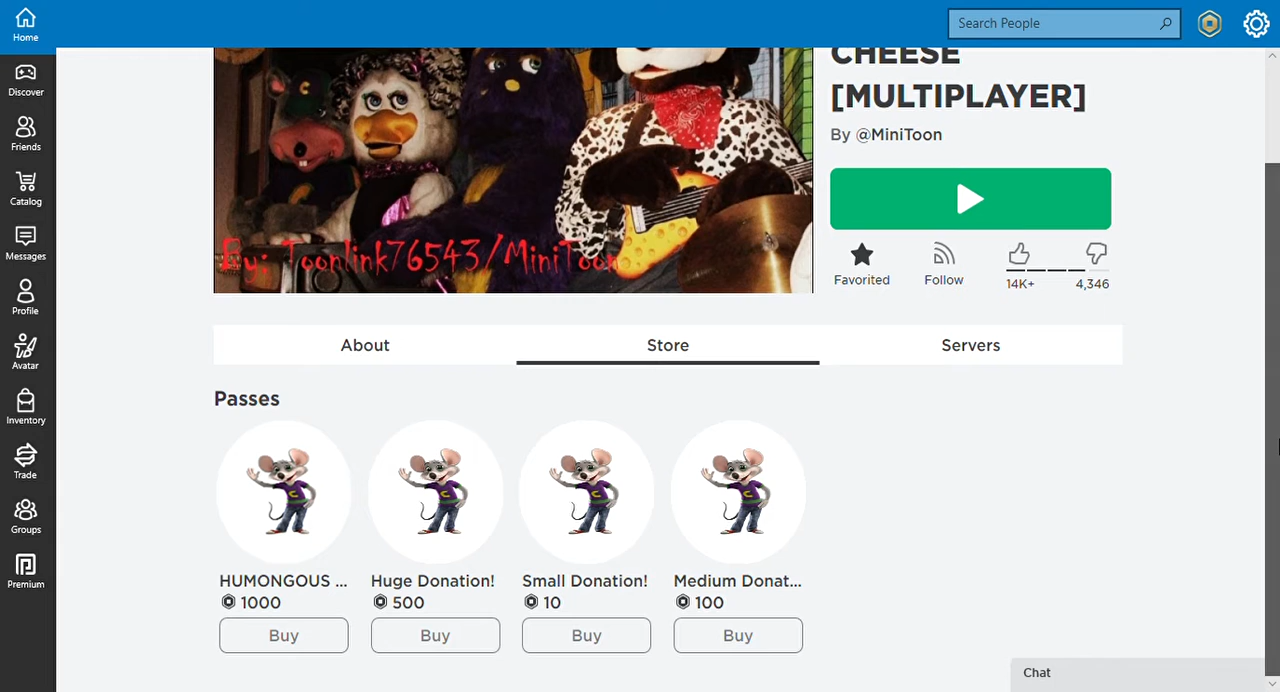 Home
Search People
Discover
Friends
Catalog
Messages
Profile
Avatar
Inventory
Trade
Groups
Premium
CHEESE
[MULTIPLAYER]
By @MiniToon
By; Toonlink76543/MiniToon
Favorited
Follow
14K+
4,346
About
Store
Servers
Passes
HUMONGOUS ...
Huge Donation!
Small Donation!
Medium Donat...
1000
500
10
100
Buy
Buy
Buy
Buy
Chat